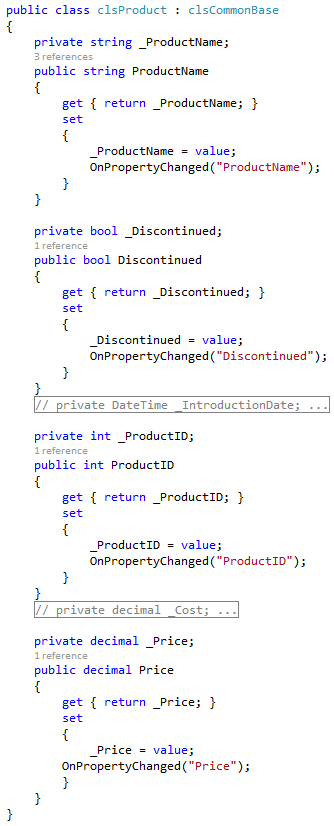 public class clsProduct : clsCommonBase
{
    private string _ProductName;
    3 references
    public string ProductName
    {
        get { return _ProductName; }
        set
        {
            _ProductName = value;
            OnPropertyChanged("ProductName");
        }
    }

    private bool _Discontinued;
    1 reference
    public bool Discontinued
    {
        get { return _Discontinued; }
        set
        {
            _Discontinued = value;
            OnPropertyChanged("Discontinued");
        }
    }
    // private DateTime _IntroductionDate; ...

    private int _ProductID;
    1 reference
    public int ProductID
    {
        get { return _ProductID; }
        set
        {
            _ProductID = value;
            OnPropertyChanged("ProductID");
        }
    }
    // private decimal _Cost; ...

    private decimal _Price;
    1 reference
    public decimal Price
    {
        get { return _Price; }
        set
        {
            _Price = value;
        OnPropertyChanged("Price");
        }
    }
}